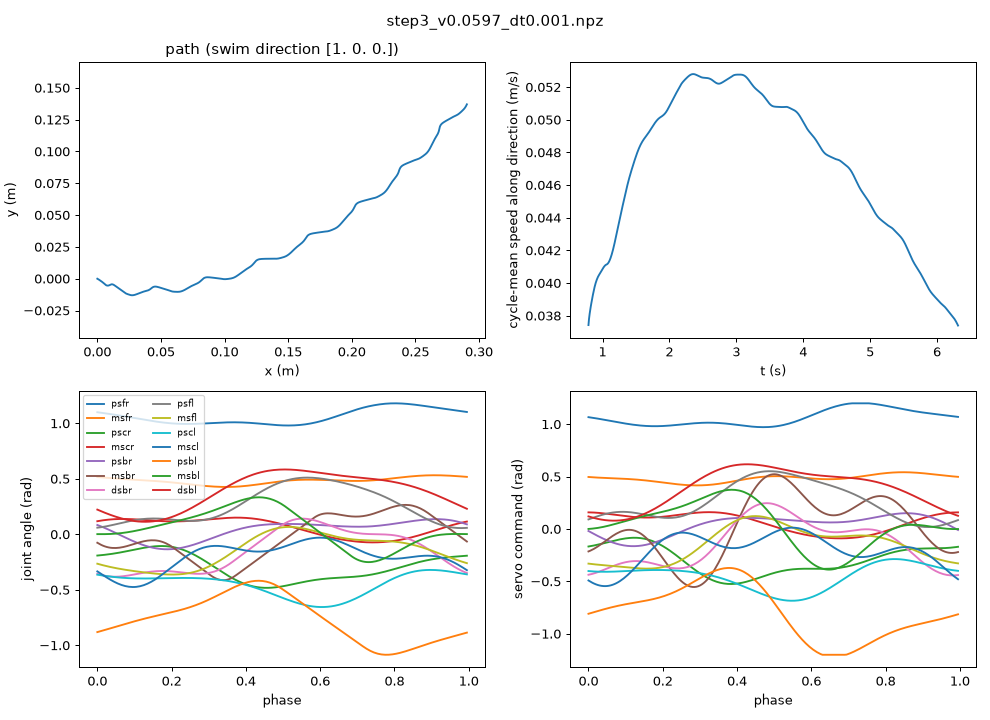 step3_v0.0597_dt0.001.npz
path (swim direction [1. 0. 0.])
0.150
0.125
0.100
0.075
0.050
0.025
0.000
−0.025
y (m)
0.00
0.05
0.10
0.15
0.20
0.25
0.30
x (m)
0.052
0.050
0.048
0.046
0.044
0.042
0.040
0.038
cycle-mean speed along direction (m/s)
1
2
3
4
5
6
t (s)
psfr
msfr
pscr
mscr
psbr
msbr
dsbr
psfl
msfl
pscl
mscl
psbl
msbl
dsbl
1.0
0.5
0.0
−0.5
−1.0
joint angle (rad)
0.0
0.2
0.4
0.6
0.8
1.0
phase
1.0
0.5
0.0
−0.5
−1.0
servo command (rad)
0.0
0.2
0.4
0.6
0.8
1.0
phase